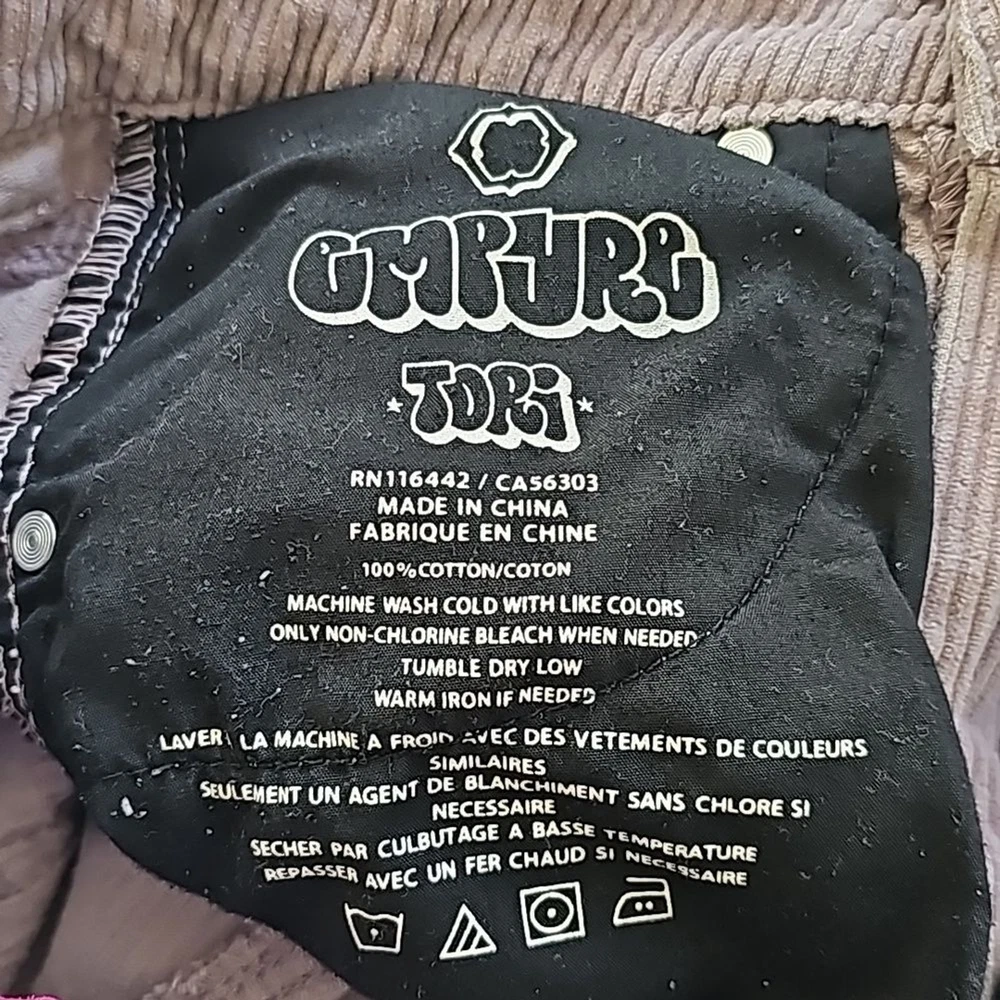 EMPYRE
*TORi*
RN116442 / CA56303
MADE IN CHINA
FABRIQUE EN CHINE
100%COTTON/COTON
MACHINE WASH COLD WITH LIKE COLORS
ONLY NON-CHLORINE BLEACH WHEN NEEDED
TUMBLE DRY LOW
WARM IRON IF NEEDED
LAVER LA MACHINE A FROID AVEC DES VETEMENTS DE COULEURS
SIMILAIRES
SEULEMENT UN AGENT DE BLANCHIMENT SANS CHLORE SI
NECESSAIRE
SECHER PAR CULBUTAGE A BASSE TEMPERATURE
REPASSER AVEC UN FER CHAUD SI NECESSAIRE